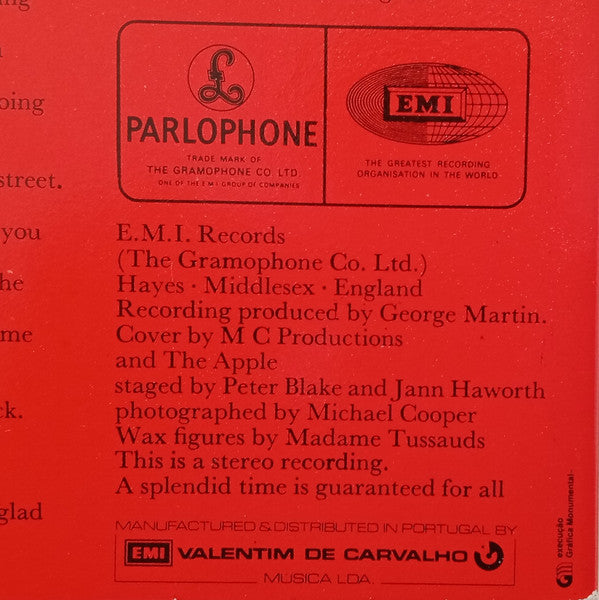 ng
n
oing
street.
you
he
me
ck.
glad
£
PARLOPHONE
TRADE MARK OF
THE GRAMOPHONE CO. LTD.
ONE OF THE E M I GROUP OF COMPANIES
EMI
THE GREATEST RECORDING
ORGANISATION IN THE WORLD
E.M.I. Records
(The Gramophone Co. Ltd.)
Hayes · Middlesex · England
Recording produced by George Martin.
Cover by M C Productions
and The Apple
staged by Peter Blake and Jann Haworth
photographed by Michael Cooper
Wax figures by Madame Tussauds
This is a stereo recording.
A splendid time is guaranteed for all
MANUFACTURED & DISTRIBUTED IN PORTUGAL BY
EMI VALENTIM DE CARVALHO
MÚSICA LDA.
execução
Gráfica Monumental